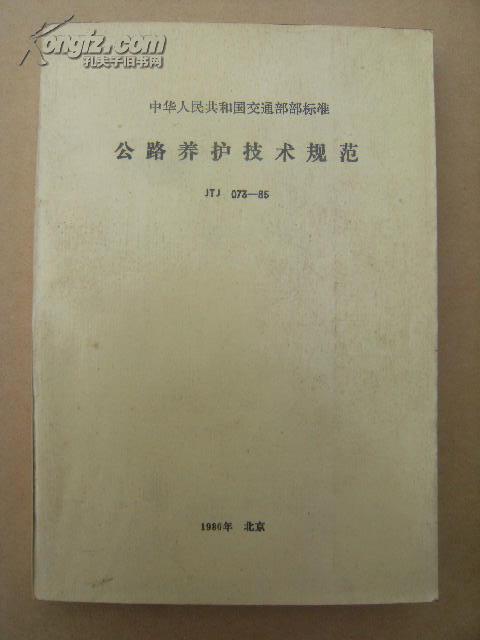 Kongfz.com
孔夫子旧书网
中华人民共和国交通部部标准
公路养护技术规范
JTJ 073—85
1986年 北京